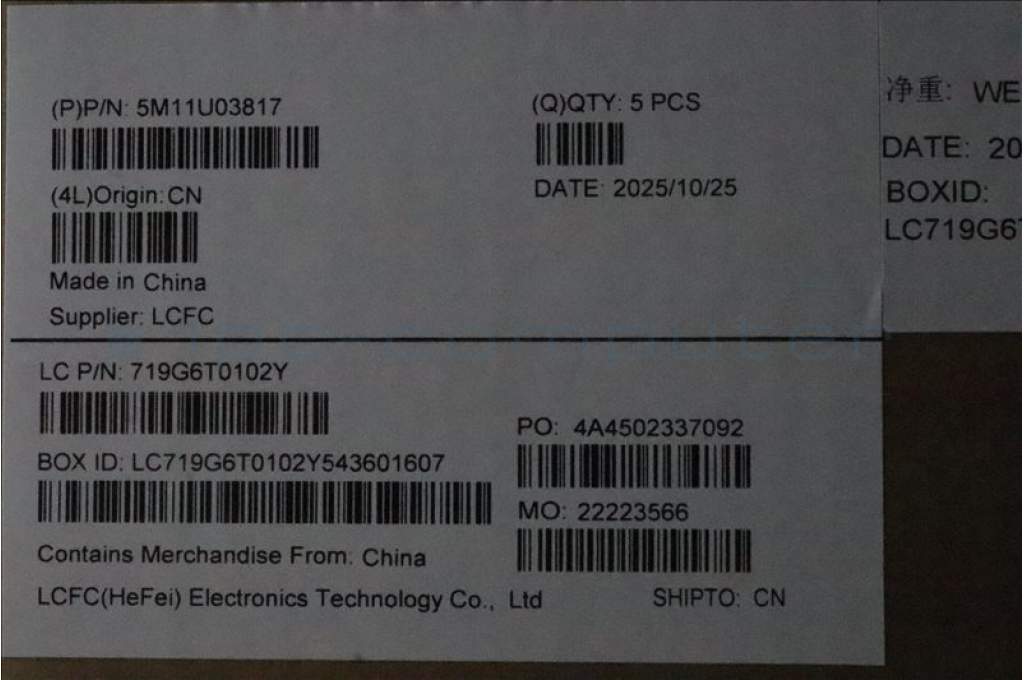 (P)P/N: 5M11U03817
(Q)QTY: 5 PCS
(4L)Origin: CN
DATE: 2025/10/25
Made in China
Supplier: LCFC
LC P/N: 719G6T0102Y
PO: 4A4502337092
BOX ID: LC719G6T0102Y543601607
MO: 22223566
Contains Merchandise From: China
LCFC(HeFei) Electronics Technology Co., Ltd
SHIPTO: CN
净重: WE
DATE: 20
BOXID:
LC719G6